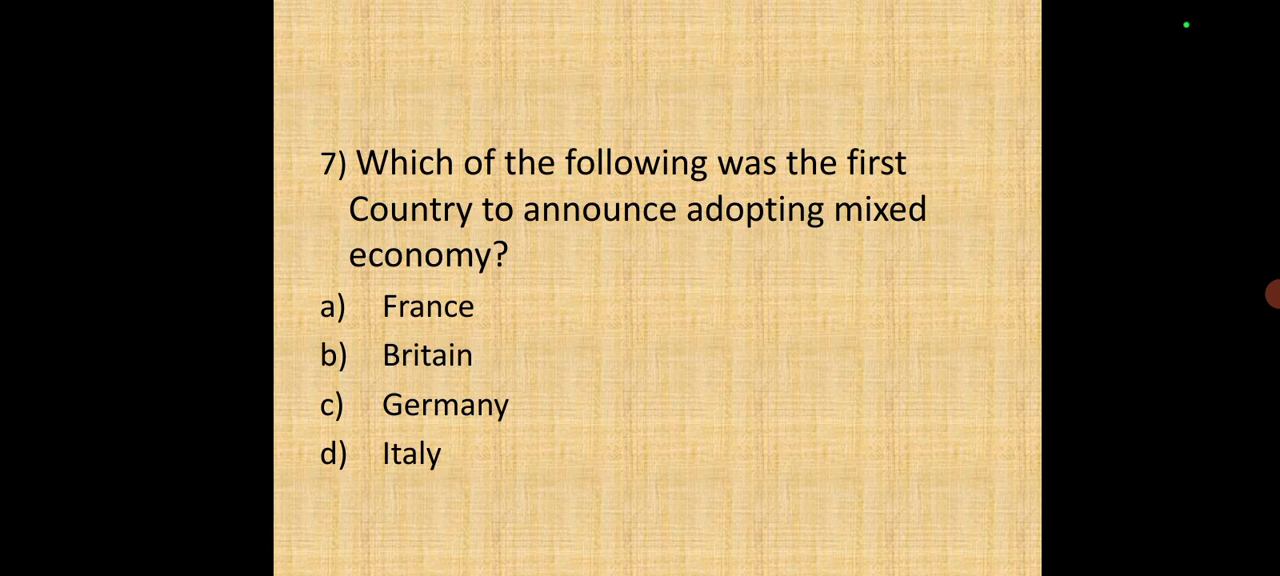 7) Which of the following was the first
Country to announce adopting mixed
economy?
a) France
b) Britain
c) Germany
d) Italy